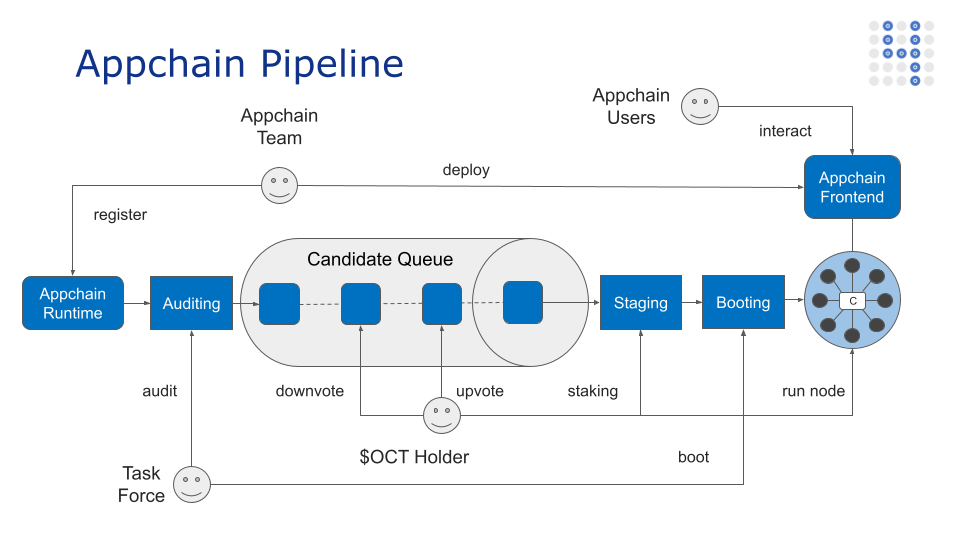 Appchain Pipeline
Appchain
Team
Appchain
Users
interact
deploy
Appchain
Frontend
register
Candidate Queue
Appchain
Runtime
Auditing
Staging
Booting
C
audit
downvote
upvote
staking
run node
$OCT Holder
boot
Task
Force